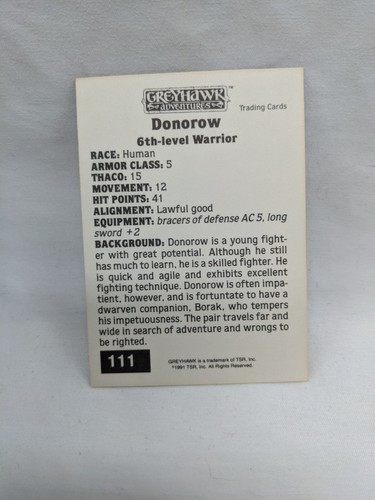 GREYHAWK™
ADVENTURES
Trading Cards
Donorow
6th-level Warrior
RACE: Human
ARMOR CLASS: 5
THACO: 15
MOVEMENT: 12
HIT POINTS: 41
ALIGNMENT: Lawful good
EQUIPMENT: bracers of defense AC 5, long
sword +2
BACKGROUND: Donorow is a young fight-
er with great potential. Although he still
has much to learn, he is a skilled fighter. He
is quick and agile and exhibits excellent
fighting technique. Donorow is often impa-
tient, however, and is fortuntate to have a
dwarven companion, Borak, who tempers
his impetuousness. The pair travels far and
wide in search of adventure and wrongs to
be righted.
111
GREYHAWK is a trademark of TSR, Inc.
©1991 TSR, Inc. All Rights Reserved.